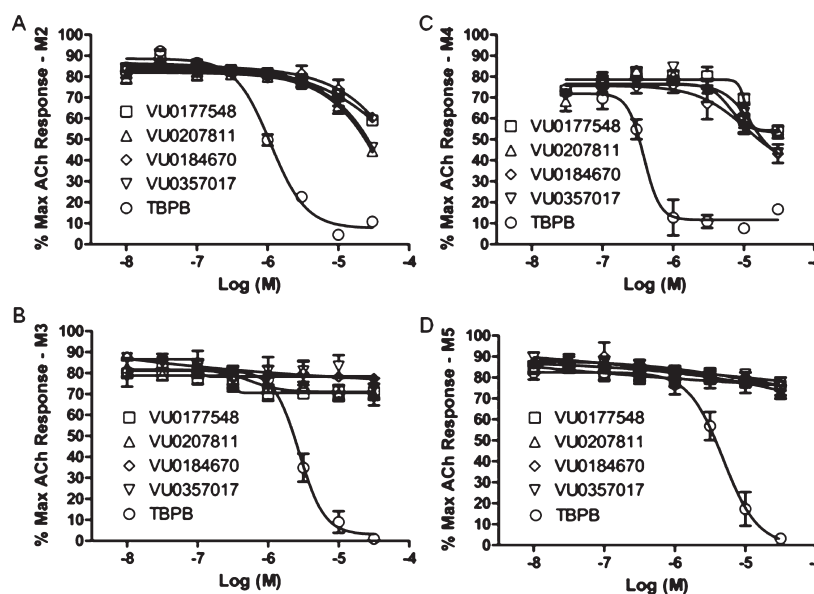 A
% Max ACh Response - M2
100
90
80
70
60
50
40
30
20
10
0
VU0177548
VU0207811
VU0184670
VU0357017
TBPB
-8
-7
-6
-5
-4
Log (M)
C
% Max ACh Response - M4
100
90
80
70
60
50
40
30
20
10
0
VU0177548
VU0207811
VU0184670
VU0357017
TBPB
-8
-7
-6
-5
-4
Log (M)
B
% Max ACh Response - M3
100
90
80
70
60
50
40
30
20
10
0
VU0177548
VU0207811
VU0184670
VU0357017
TBPB
-8
-7
-6
-5
-4
Log (M)
D
% Max ACh Response - M5
100
90
80
70
60
50
40
30
20
10
0
VU0177548
VU0207811
VU0184670
VU0357017
TBPB
-8
-7
-6
-5
Log (M)